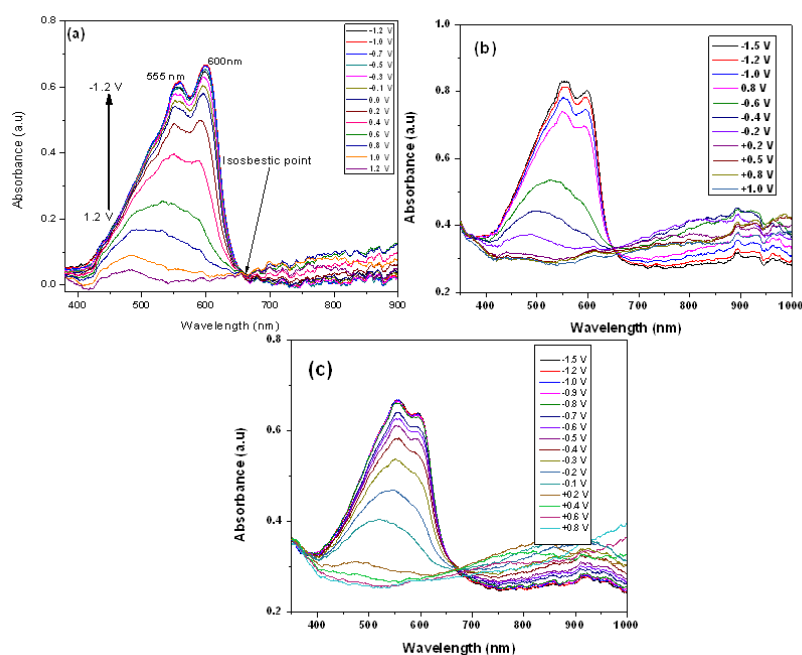 (a)
0.8
0.6
0.4
0.2
0.0
Absorbance (a.u)
555 nm
600nm
-1.2 V
1.2 V
Isosbestic point
-1.2 V
-1.0 V
-0.7 V
-0.5 V
-0.3 V
-0.1 V
0.0 V
0.2 V
0.4 V
0.6 V
0.8 V
1.0 V
1.2 V
400 500 600 700 800 900
Wavelength (nm)
(b)
1.0
0.8
0.6
0.4
0.2
Absorbance (a.u)
-1.5 V
-1.2 V
-1.0 V
0.8 V
-0.6 V
-0.4 V
-0.2 V
+0.2 V
+0.5 V
+0.8 V
+1.0 V
400 500 600 700 800 900 1000
Wavelength (nm)
(c)
0.8
0.6
0.4
0.2
Absorbance (a.u)
-1.5 V
-1.2 V
-1.0 V
-0.9 V
-0.8 V
-0.7 V
-0.6 V
-0.5 V
-0.4 V
-0.3 V
-0.2 V
-0.1 V
+0.2 V
+0.4 V
+0.6 V
+0.8 V
400 500 600 700 800 900 1000
Wavelength (nm)